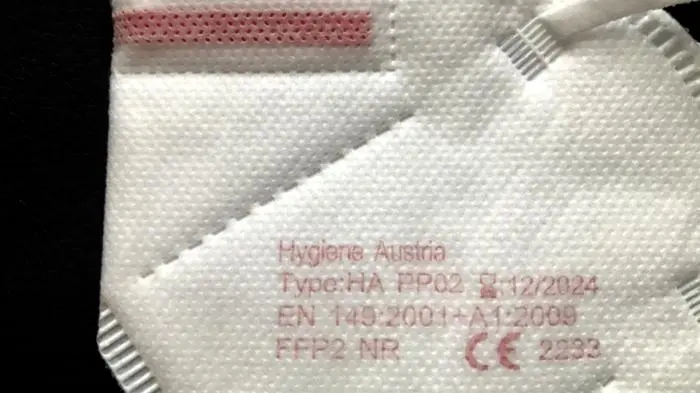 Hygiene Austria
Type:HA PP02 ⌛:12/2024
EN 149:2001+A1:2009
FFP2 NR CE 2233